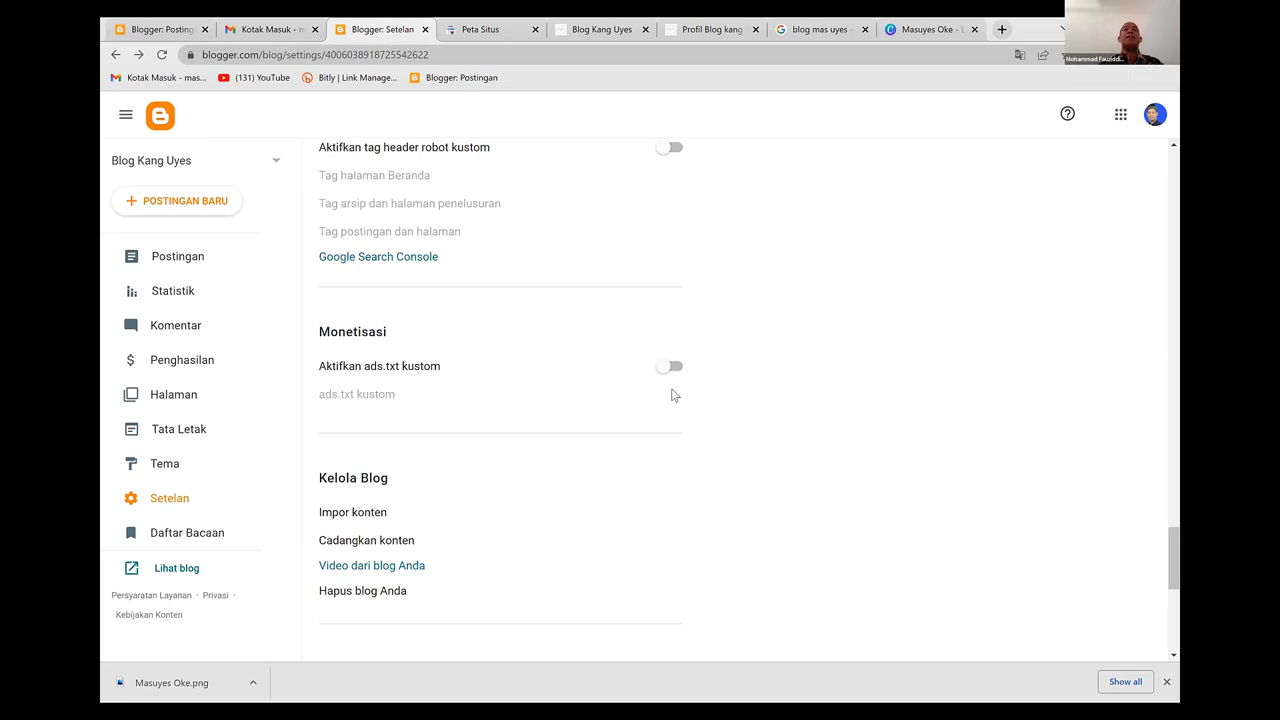 Blogger: Posting
Kotak Masuk - m
Blogger: Setelan
Peta Situs
Blog Kang Uyes
Profil Blog kang
blog mas uyes -
Masuyes Oke -
blogger.com/blog/settings/4006038918725542622
Mohammad Fauzidd...
Kotak Masuk - mas...
(131) YouTube
Bitly | Link Manage...
Blogger: Postingan
Blog Kang Uyes
+ POSTINGAN BARU
Postingan
Statistik
Komentar
Penghasilan
Halaman
Tata Letak
Tema
Setelan
Daftar Bacaan
Lihat blog
Persyaratan Layanan · Privasi ·
Kebijakan Konten
Aktifkan tag header robot kustom
Tag halaman Beranda
Tag arsip dan halaman penelusuran
Tag postingan dan halaman
Google Search Console
Monetisasi
Aktifkan ads.txt kustom
ads.txt kustom
Kelola Blog
Impor konten
Cadangkan konten
Video dari blog Anda
Hapus blog Anda
Masuyes Oke.png
Show all